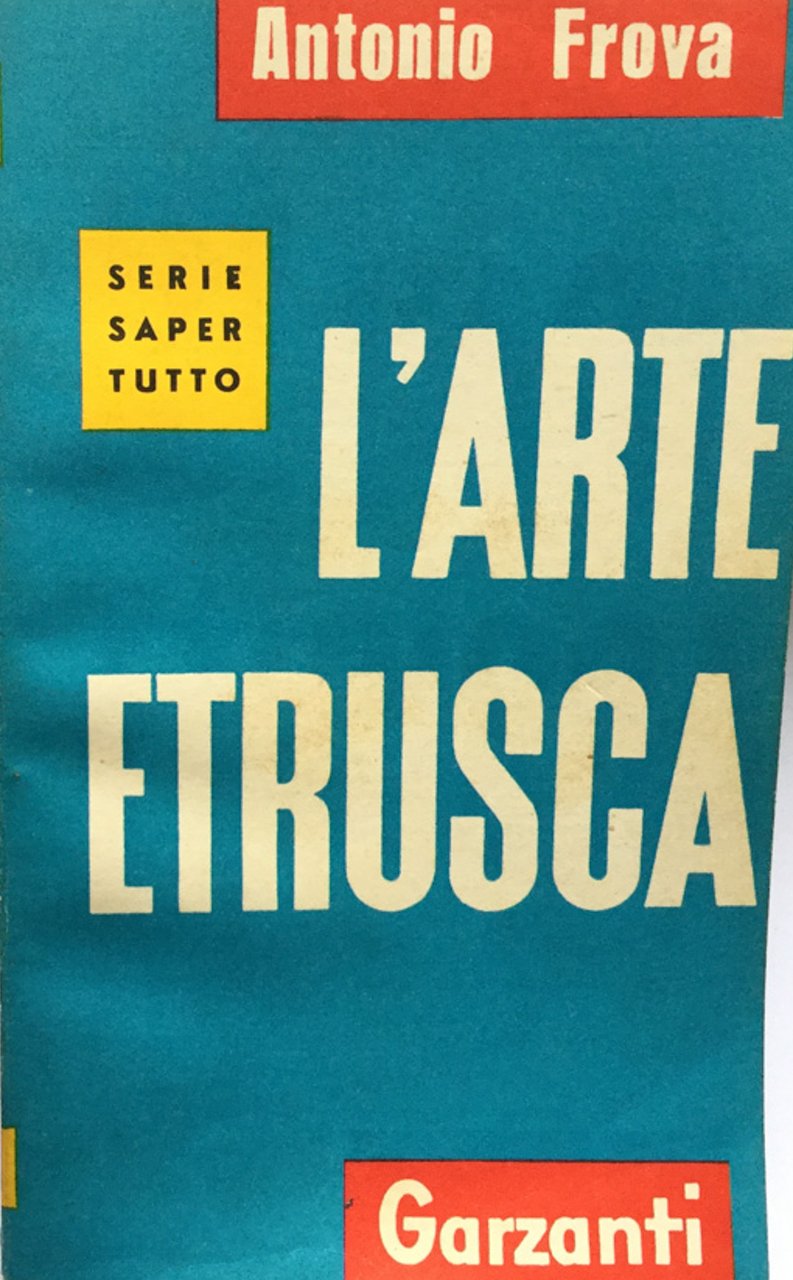 Antonio Frova
SERIE
SAPER
TUTTO
L'ARTE
ETRUSCA
Garzanti